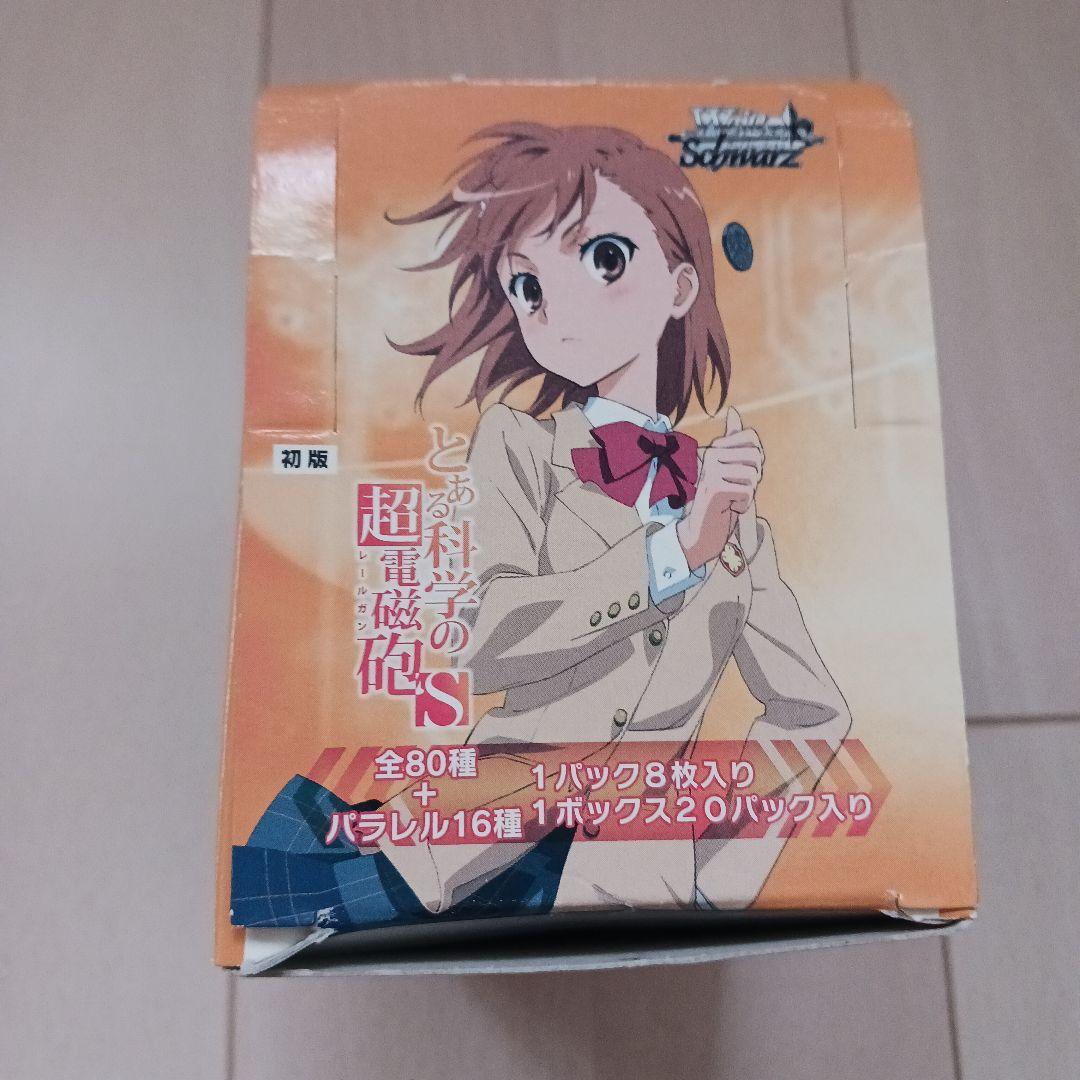 Weiβ
Schwarz
初版
とある科学の
超電磁砲S
レールガン
全80種
+
パラレル16種
1パック8枚入り
1ボックス20パック入り